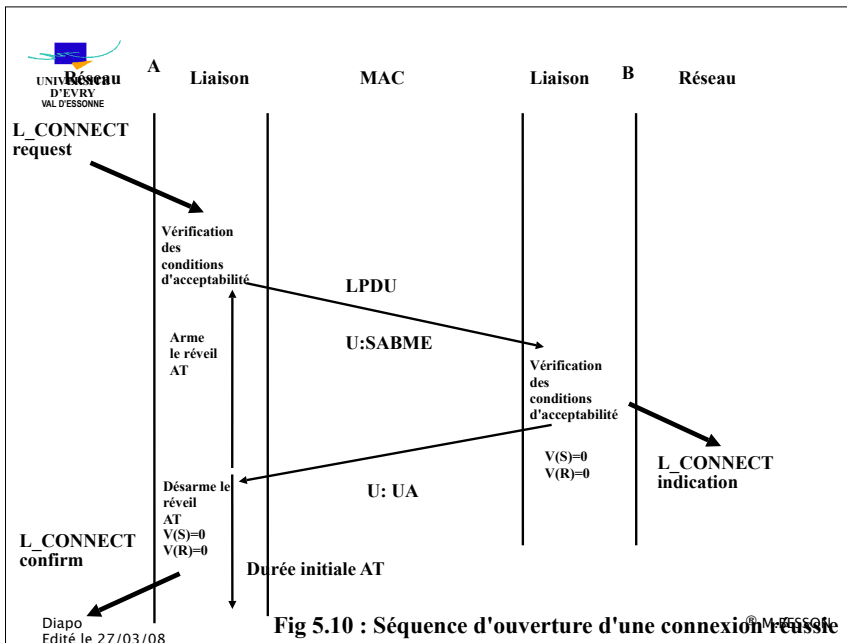 A
B
Réseau
Liaison
MAC
Liaison
Réseau
UNIVERSITE
D'EVRY
VAL D'ESSONNE
L_CONNECT
request
Vérification
des
conditions
d'acceptabilité
LPDU
Arme
le réveil
AT
U:SABME
Vérification
des
conditions
d'acceptabilité
V(S)=0
V(R)=0
L_CONNECT
indication
Désarme le
réveil
AT
V(S)=0
V(R)=0
U: UA
L_CONNECT
confirm
Durée initiale AT
Diapo
Edité le 27/03/08
Fig 5.10 : Séquence d'ouverture d'une connexion réussie
® M.BESSON